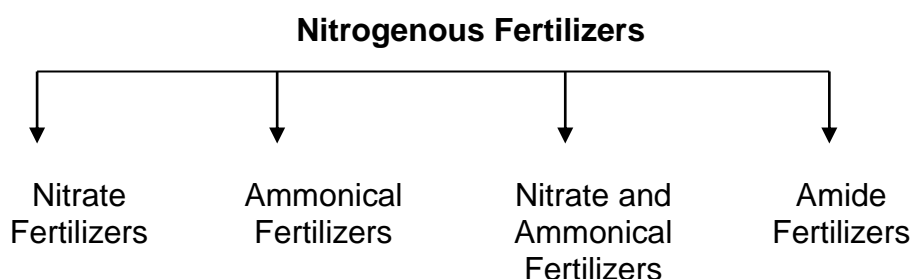 Nitrogenous Fertilizers
Nitrate
Fertilizers
Ammonical
Fertilizers
Nitrate and
Ammonical
Fertilizers
Amide
Fertilizers